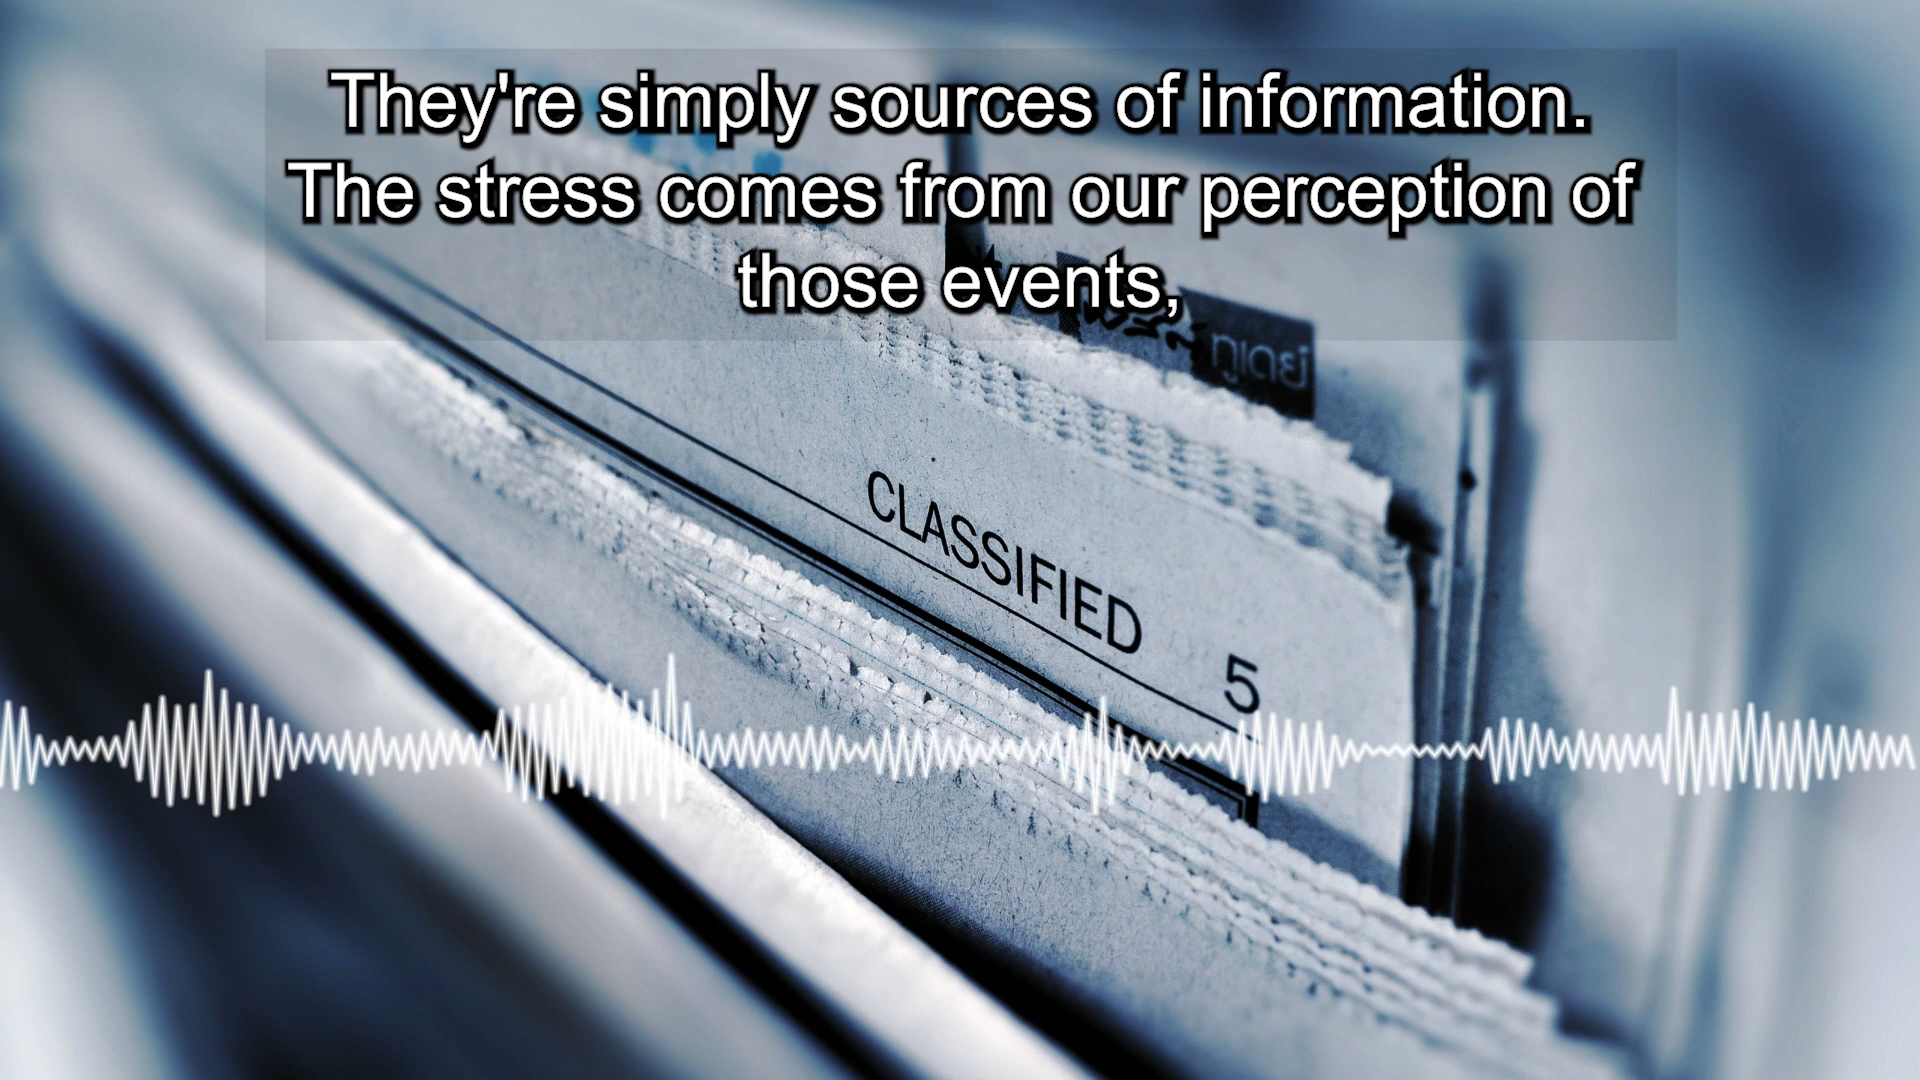 They're simply sources of information.
The stress comes from our perception of
those events,
CLASSIFIED 5